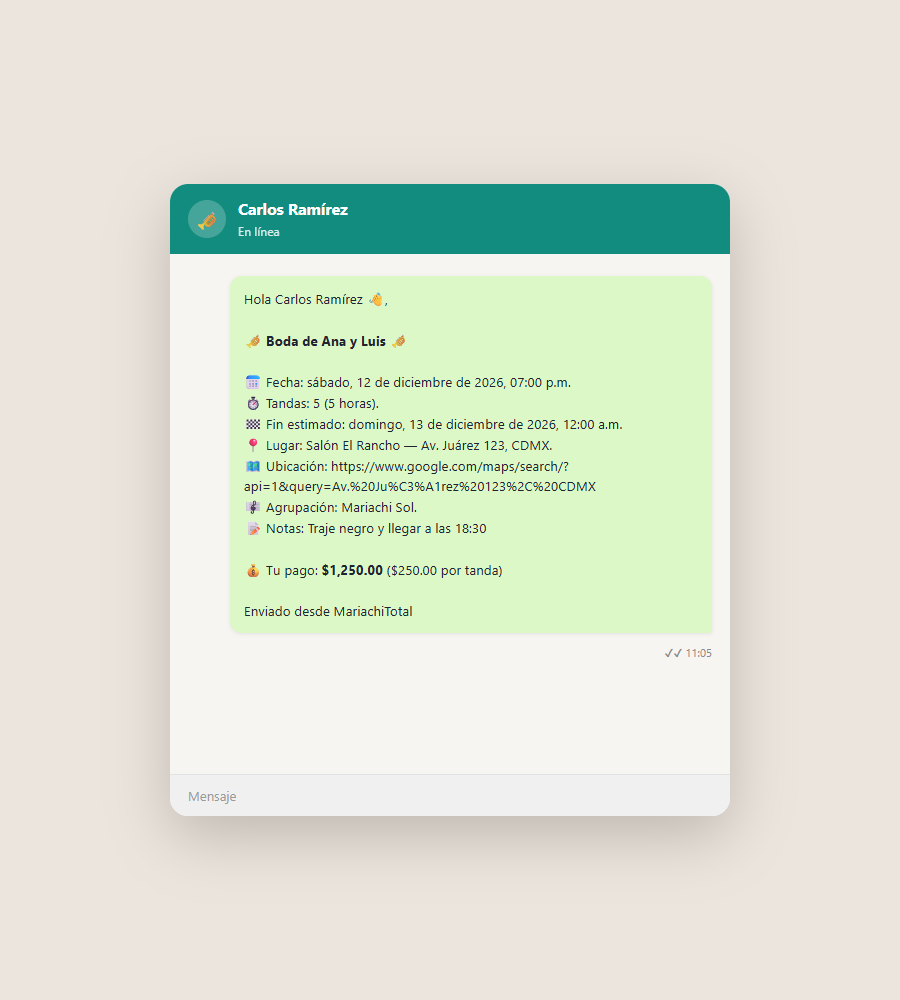 Carlos Ramírez
En línea
Hola Carlos Ramírez 👋,
🎺 Boda de Ana y Luis 🎺
🗓️ Fecha: sábado, 12 de diciembre de 2026, 07:00 p.m.
⏱️ Tandas: 5 (5 horas).
🏁 Fin estimado: domingo, 13 de diciembre de 2026, 12:00 a.m.
📍 Lugar: Salón El Rancho — Av. Juárez 123, CDMX.
🗺️ Ubicación: https://www.google.com/maps/search/?
api=1&query=Av.%20Ju%C3%A1rez%20123%2C%20CDMX
🎼 Agrupación: Mariachi Sol.
📝 Notas: Traje negro y llegar a las 18:30
💰 Tu pago: $1,250.00 ($250.00 por tanda)
Enviado desde MariachiTotal
✓✓ 11:05
Mensaje